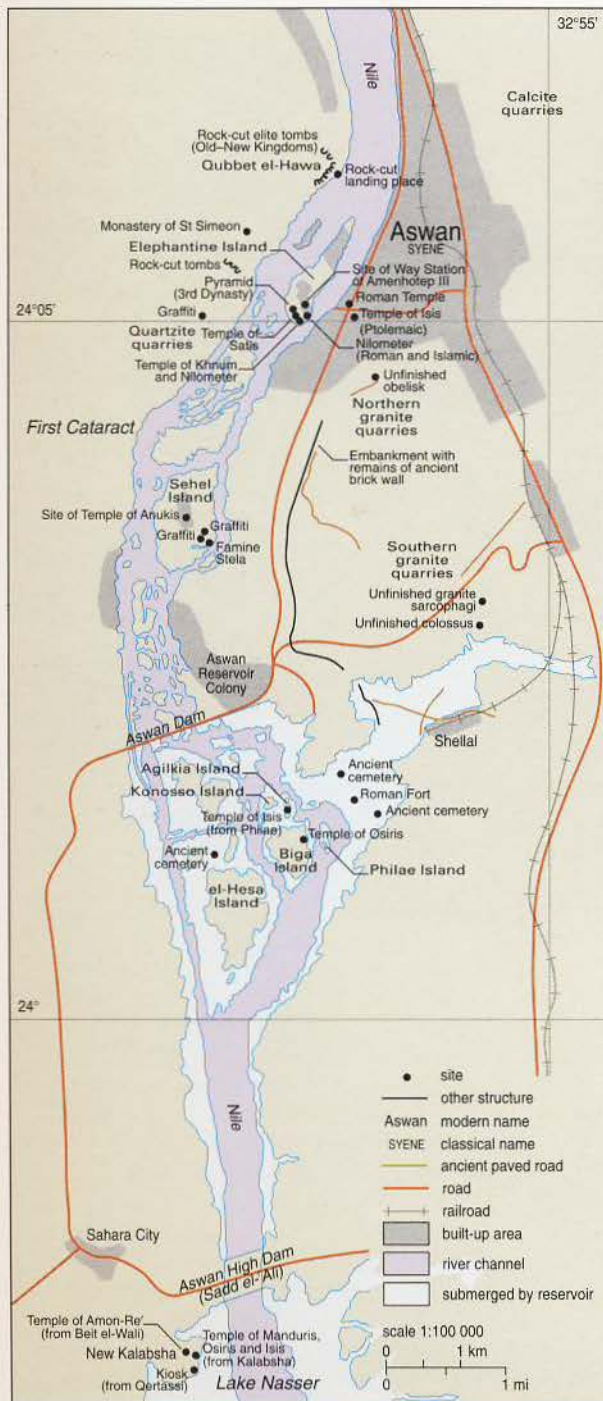 32°55'
Nile
Calcite
quarries
Rock-cut elite tombs
(Old–New Kingdoms)
Qubbet el-Hawa
Rock-cut
landing place
Monastery of St Simeon
Aswan
SYENE
Elephantine Island
Rock-cut tombs
Site of Way Station
of Amenhotep III
Pyramid
(3rd Dynasty)
Roman Temple
24°05'
Graffiti
Quartzite
quarries
Temple of
Satis
Temple of Isis
(Ptolemaic)
Temple of Khnum
and Nilometer
Nilometer
(Roman and Islamic)
Unfinished
obelisk
Northern
granite
quarries
First Cataract
Embankment with
remains of ancient
brick wall
Sehel
Island
Site of Temple of Anukis
Graffiti
Graffiti
Famine
Stela
Southern
granite
quarries
Unfinished granite
sarcophagi
Unfinished colossus
Aswan
Reservoir
Colony
Aswan Dam
Shellal
Agilkia Island
Ancient
cemetery
Konosso Island
Roman Fort
Temple of Isis
(from Philae)
Ancient cemetery
Temple of Osiris
Ancient
cemetery
Biga
Island
Philae Island
el-Hesa
Island
24°
Nile
site
other structure
Aswan modern name
SYENE classical name
ancient paved road
road
railroad
built-up area
river channel
submerged by reservoir
Sahara City
Aswan High Dam
(Sadd el-'Ali)
scale 1:100 000
0 1 km
0 1 mi
Temple of Amon-Re'
(from Beit el-Wali)
Temple of Manduris,
Osiris and Isis
(from Kalabsha)
New Kalabsha
Kiosk
(from Qertassi)
Lake Nasser